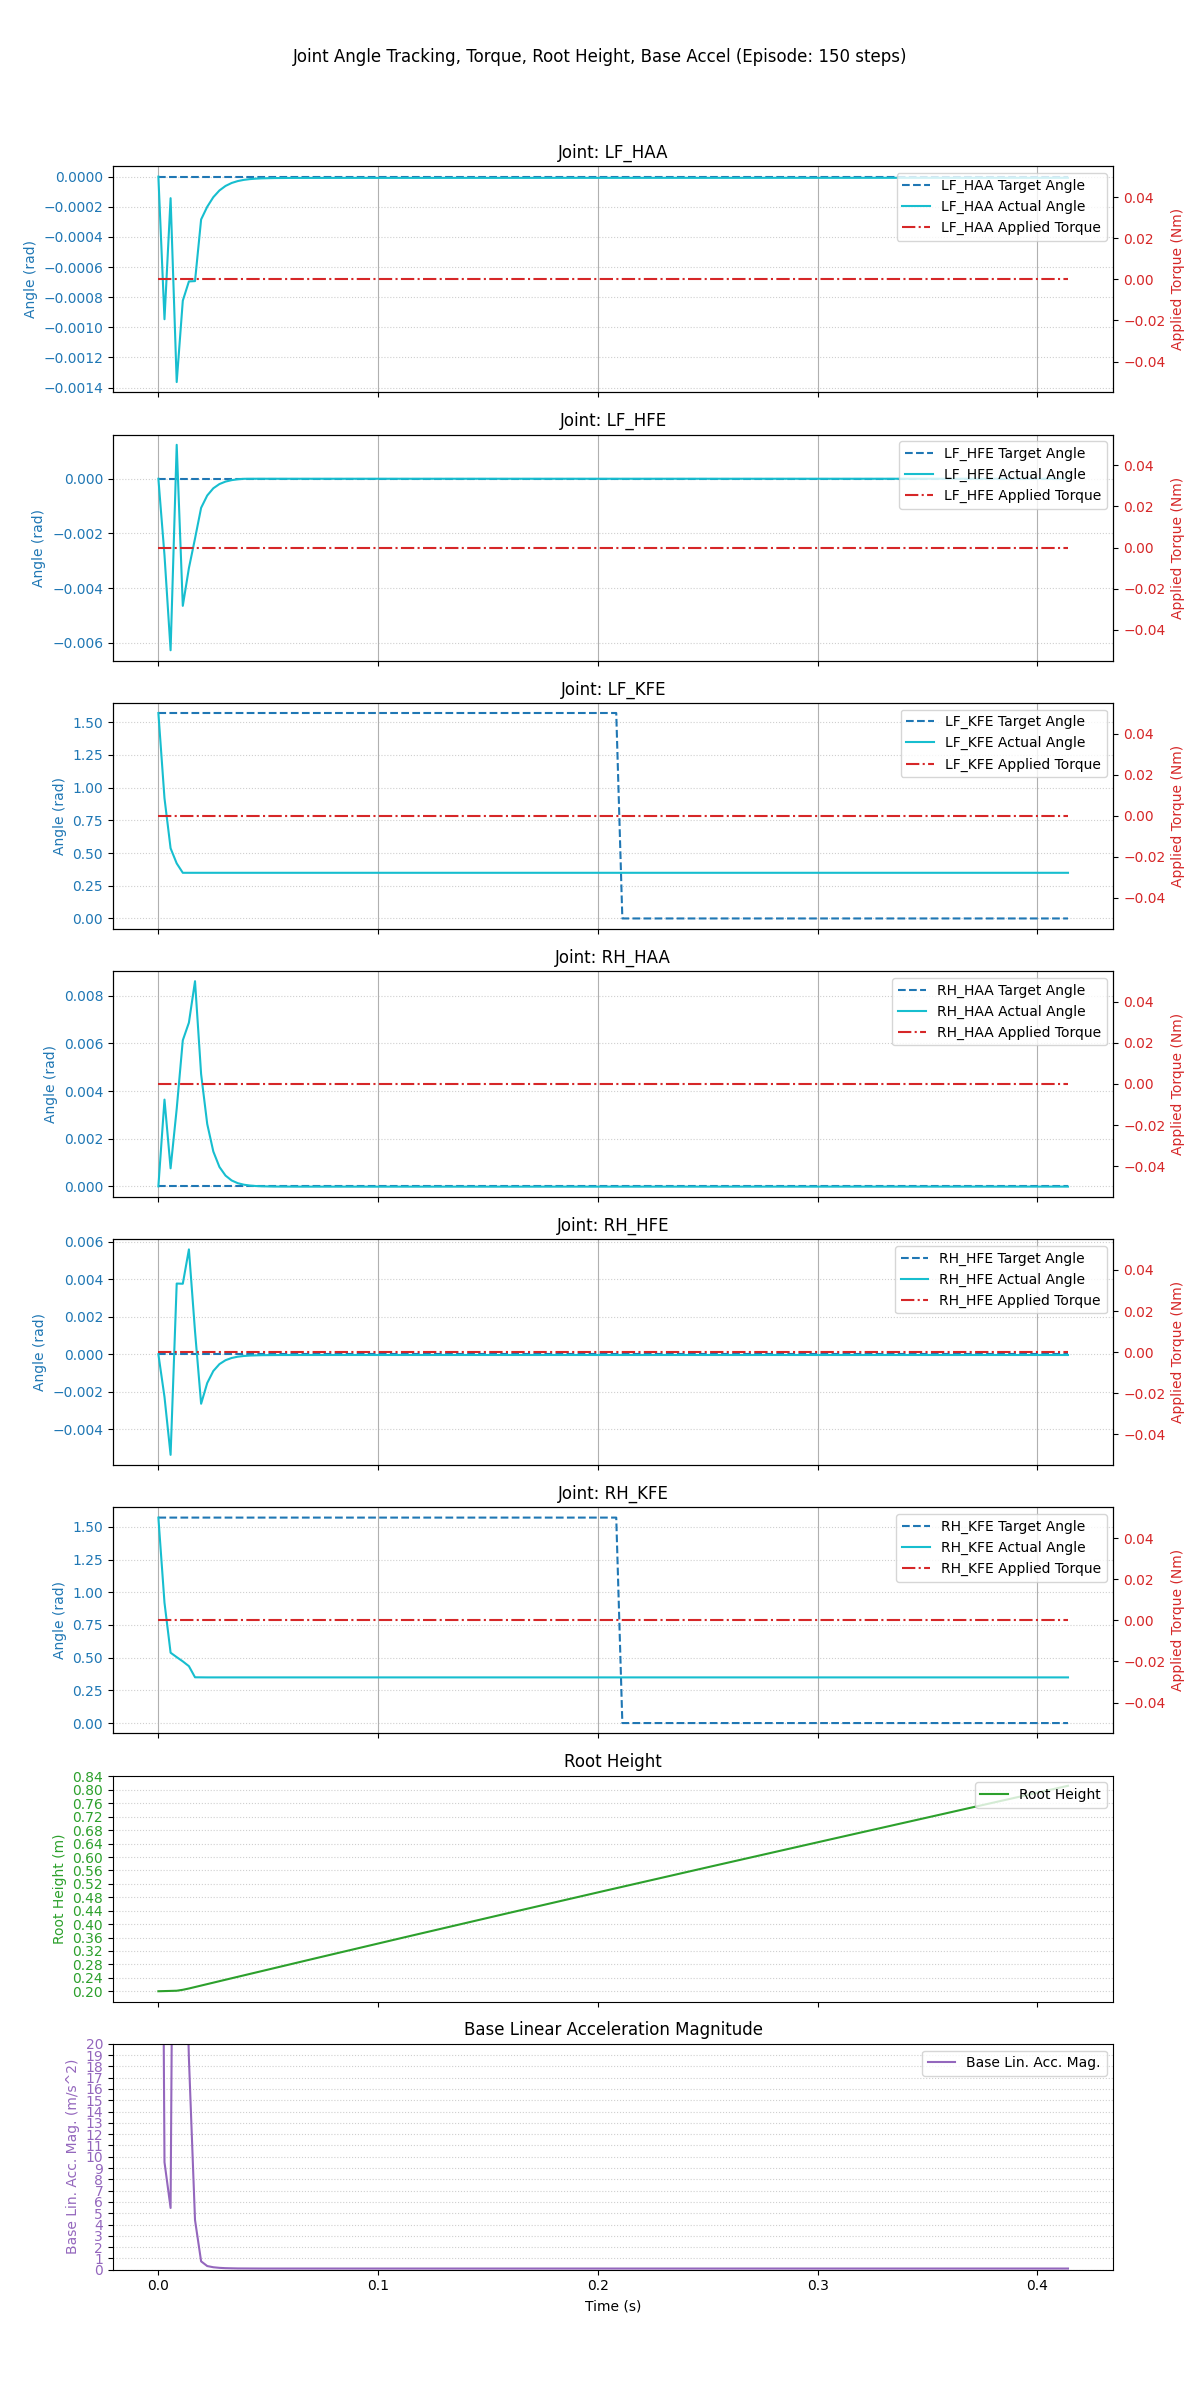 Joint Angle Tracking, Torque, Root Height, Base Accel (Episode: 150 steps)
Joint: LF_HAA
0.0000
−0.0002
−0.0004
−0.0006
−0.0008
−0.0010
−0.0012
−0.0014
Angle (rad)
LF_HAA Target Angle
LF_HAA Actual Angle
LF_HAA Applied Torque
0.04
0.02
0.00
−0.02
−0.04
Applied Torque (Nm)
Joint: LF_HFE
0.000
−0.002
−0.004
−0.006
Angle (rad)
LF_HFE Target Angle
LF_HFE Actual Angle
LF_HFE Applied Torque
0.04
0.02
0.00
−0.02
−0.04
Applied Torque (Nm)
Joint: LF_KFE
1.50
1.25
1.00
0.75
0.50
0.25
0.00
Angle (rad)
LF_KFE Target Angle
LF_KFE Actual Angle
LF_KFE Applied Torque
0.04
0.02
0.00
−0.02
−0.04
Applied Torque (Nm)
Joint: RH_HAA
0.008
0.006
0.004
0.002
0.000
Angle (rad)
RH_HAA Target Angle
RH_HAA Actual Angle
RH_HAA Applied Torque
0.04
0.02
0.00
−0.02
−0.04
Applied Torque (Nm)
Joint: RH_HFE
0.006
0.004
0.002
0.000
−0.002
−0.004
Angle (rad)
RH_HFE Target Angle
RH_HFE Actual Angle
RH_HFE Applied Torque
0.04
0.02
0.00
−0.02
−0.04
Applied Torque (Nm)
Joint: RH_KFE
1.50
1.25
1.00
0.75
0.50
0.25
0.00
Angle (rad)
RH_KFE Target Angle
RH_KFE Actual Angle
RH_KFE Applied Torque
0.04
0.02
0.00
−0.02
−0.04
Applied Torque (Nm)
Root Height
0.84
0.80
0.76
0.72
0.68
0.64
0.60
0.56
0.52
0.48
0.44
0.40
0.36
0.32
0.28
0.24
0.20
Root Height (m)
Root Height
Base Linear Acceleration Magnitude
20
19
18
17
16
15
14
13
12
11
10
9
8
7
6
5
4
3
2
1
0
Base Lin. Acc. Mag. (m/s^2)
Base Lin. Acc. Mag.
0.0
0.1
0.2
0.3
0.4
Time (s)